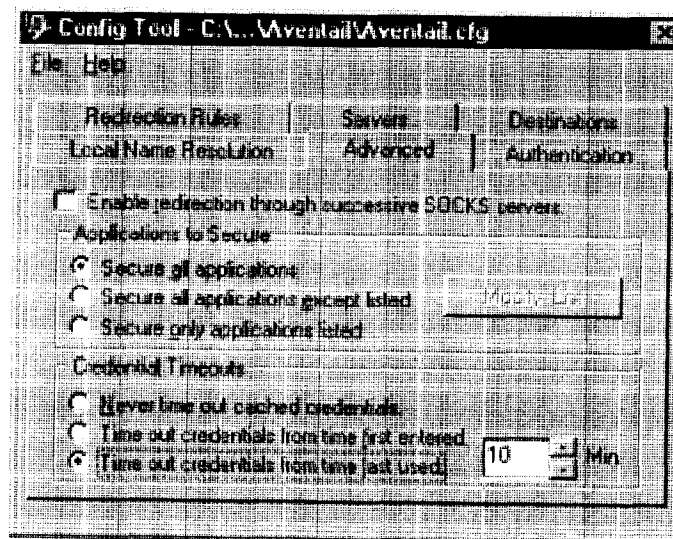 Config Tool - C:\...\Aventail\Aventail.cfg
File Help
Redirection Rules Servers Destinations
Local Name Resolution Advanced Authentication
Enable redirection through successive SOCKS servers.
Applications to Secure
Secure all applications
Secure all applications except listed
Modify List
Secure only applications listed
Credential Timeouts
Never time out cached credentials.
Time out credentials from time first entered
Time out credentials from time last used
10 Min